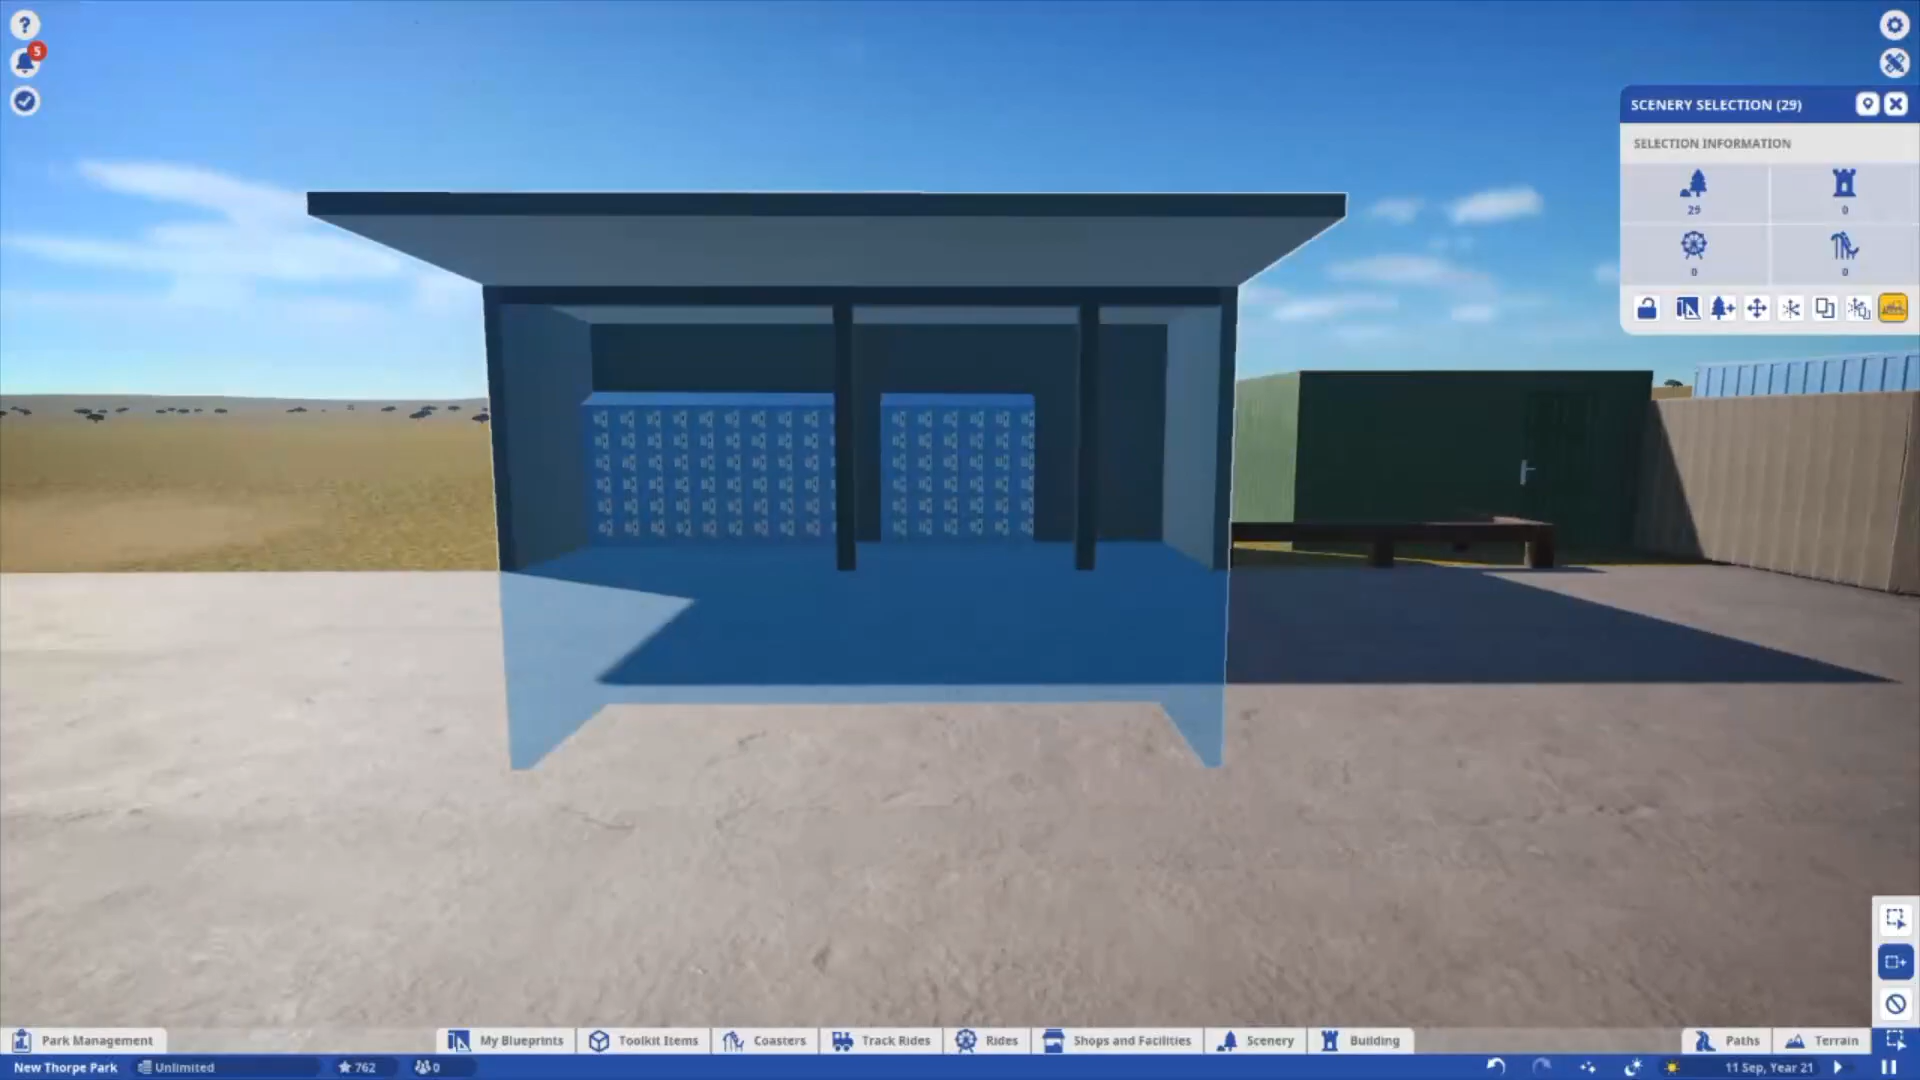 ?
5
SCENERY SELECTION (29)
SELECTION INFORMATION
29
0
0
0
Park Management
My Blueprints
Toolkit Items
Coasters
Track Rides
Rides
Shops and Facilities
Scenery
Building
Paths
Terrain
New Thorpe Park
Unlimited
762
0
11 Sep, Year 21